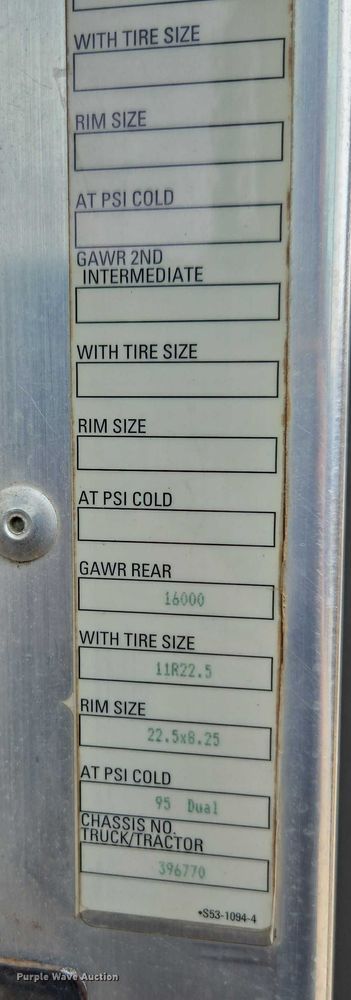 WITH TIRE SIZE
RIM SIZE
AT PSI COLD
GAWR 2ND
INTERMEDIATE
WITH TIRE SIZE
RIM SIZE
AT PSI COLD
GAWR REAR
16000
WITH TIRE SIZE
11R22.5
RIM SIZE
22.5x8.25
AT PSI COLD
95 Dual
CHASSIS NO.
TRUCK/TRACTOR
396770
•S53-1094-4
Purple Wave Auction